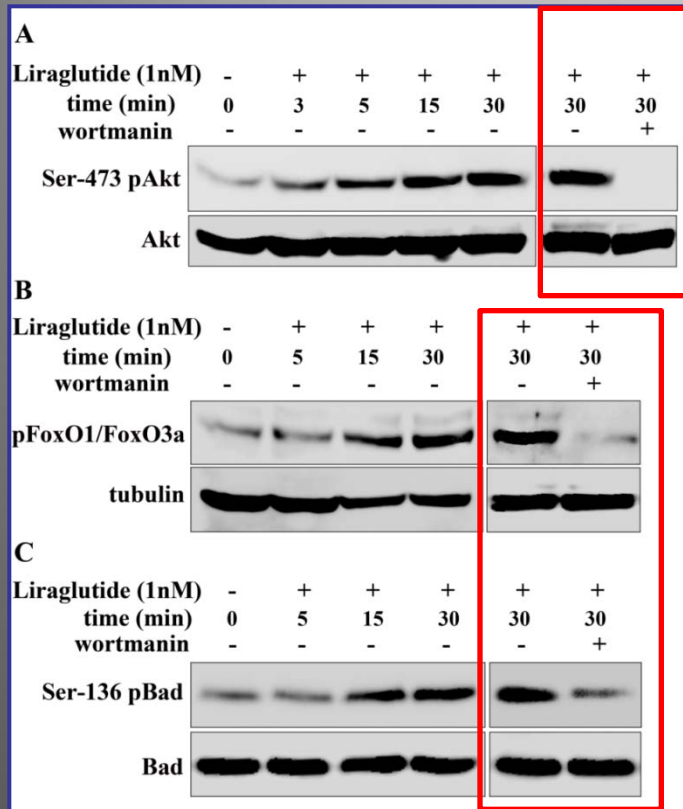 A
Liraglutide (1nM) - + + + + + +
time (min) 0 3 5 15 30 30 30
wortmanin - - - - - - +
Ser-473 pAkt
Akt
B
Liraglutide (1nM) - + + + + +
time (min) 0 5 15 30 30 30
wortmanin - - - - - +
pFoxO1/FoxO3a
tubulin
C
Liraglutide (1nM) - + + + + +
time (min) 0 5 15 30 30 30
wortmanin - - - - - +
Ser-136 pBad
Bad